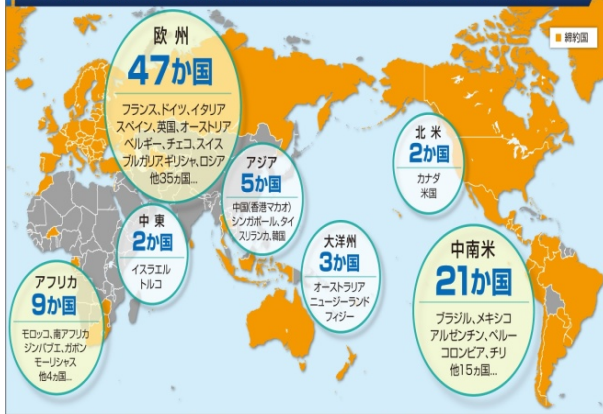 締約国
欧 州
47か国
フランス、ドイツ、イタリア
スペイン、英国、オーストリア
ベルギー、チェコ、スイス
ブルガリア、ギリシャ、ロシア
他35ヵ国...
アジア
5か国
中国(香港マカオ)
シンガポール、タイ
スリランカ、韓国
北 米
2か国
カナダ
米国
中 東
2か国
イスラエル
トルコ
大洋州
3か国
オーストラリア
ニュージーランド
フィジー
中南米
21か国
ブラジル、メキシコ
アルゼンチン、ペルー
コロンビア、チリ
他15ヵ国...
アフリカ
9か国
モロッコ、南アフリカ
ジンバブエ、ガボン
モーリシャス
他4ヵ国...